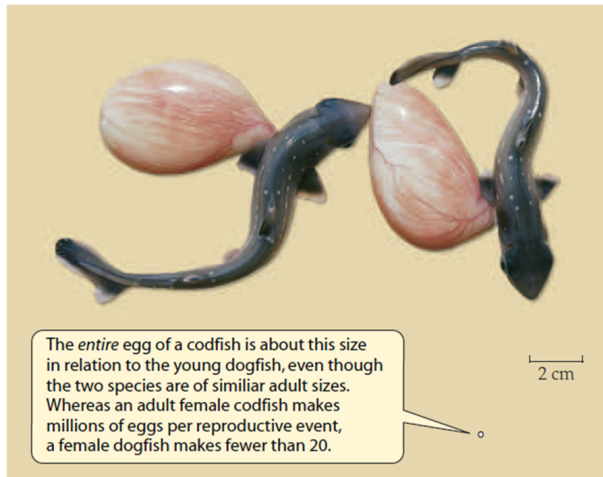 The entire egg of a codfish is about this size
in relation to the young dogfish, even though
the two species are of similiar adult sizes.
Whereas an adult female codfish makes
millions of eggs per reproductive event,
a female dogfish makes fewer than 20.
2 cm